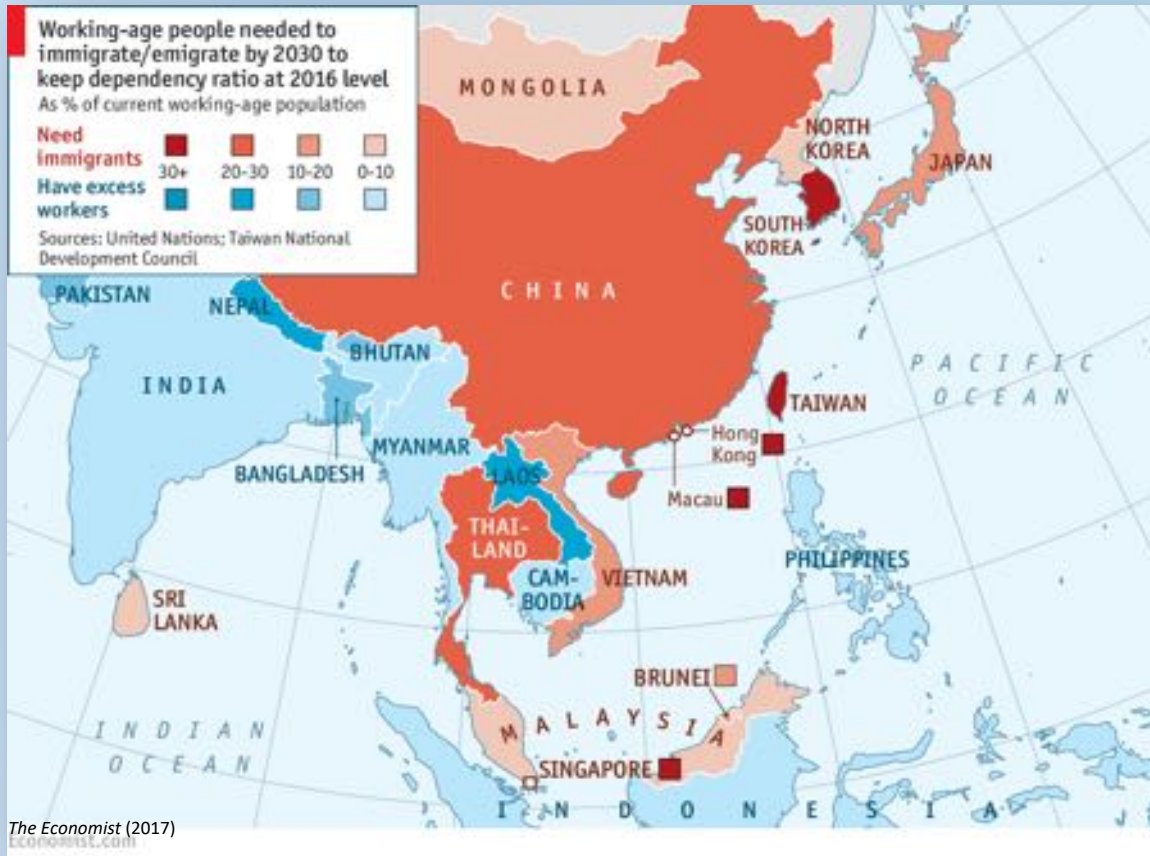 Working-age people needed to
immigrate/emigrate by 2030 to
keep dependency ratio at 2016 level
As % of current working-age population
Need
immigrants
30+ 20-30 10-20 0-10
Have excess
workers
Sources: United Nations; Taiwan National
Development Council
MONGOLIA
NORTH
KOREA
JAPAN
SOUTH
KOREA
CHINA
PAKISTAN
NEPAL
BHUTAN
INDIA
PACIFIC
OCEAN
TAIWAN
Hong
Kong
MYANMAR
BANGLADESH
LAOS
Macau
THAI-
LAND
PHILIPPINES
CAM-
BODIA
VIETNAM
SRI
LANKA
BRUNEI
MALAYSIA
INDIAN
OCEAN
SINGAPORE
INDONESIA
The Economist (2017)
Economist.com